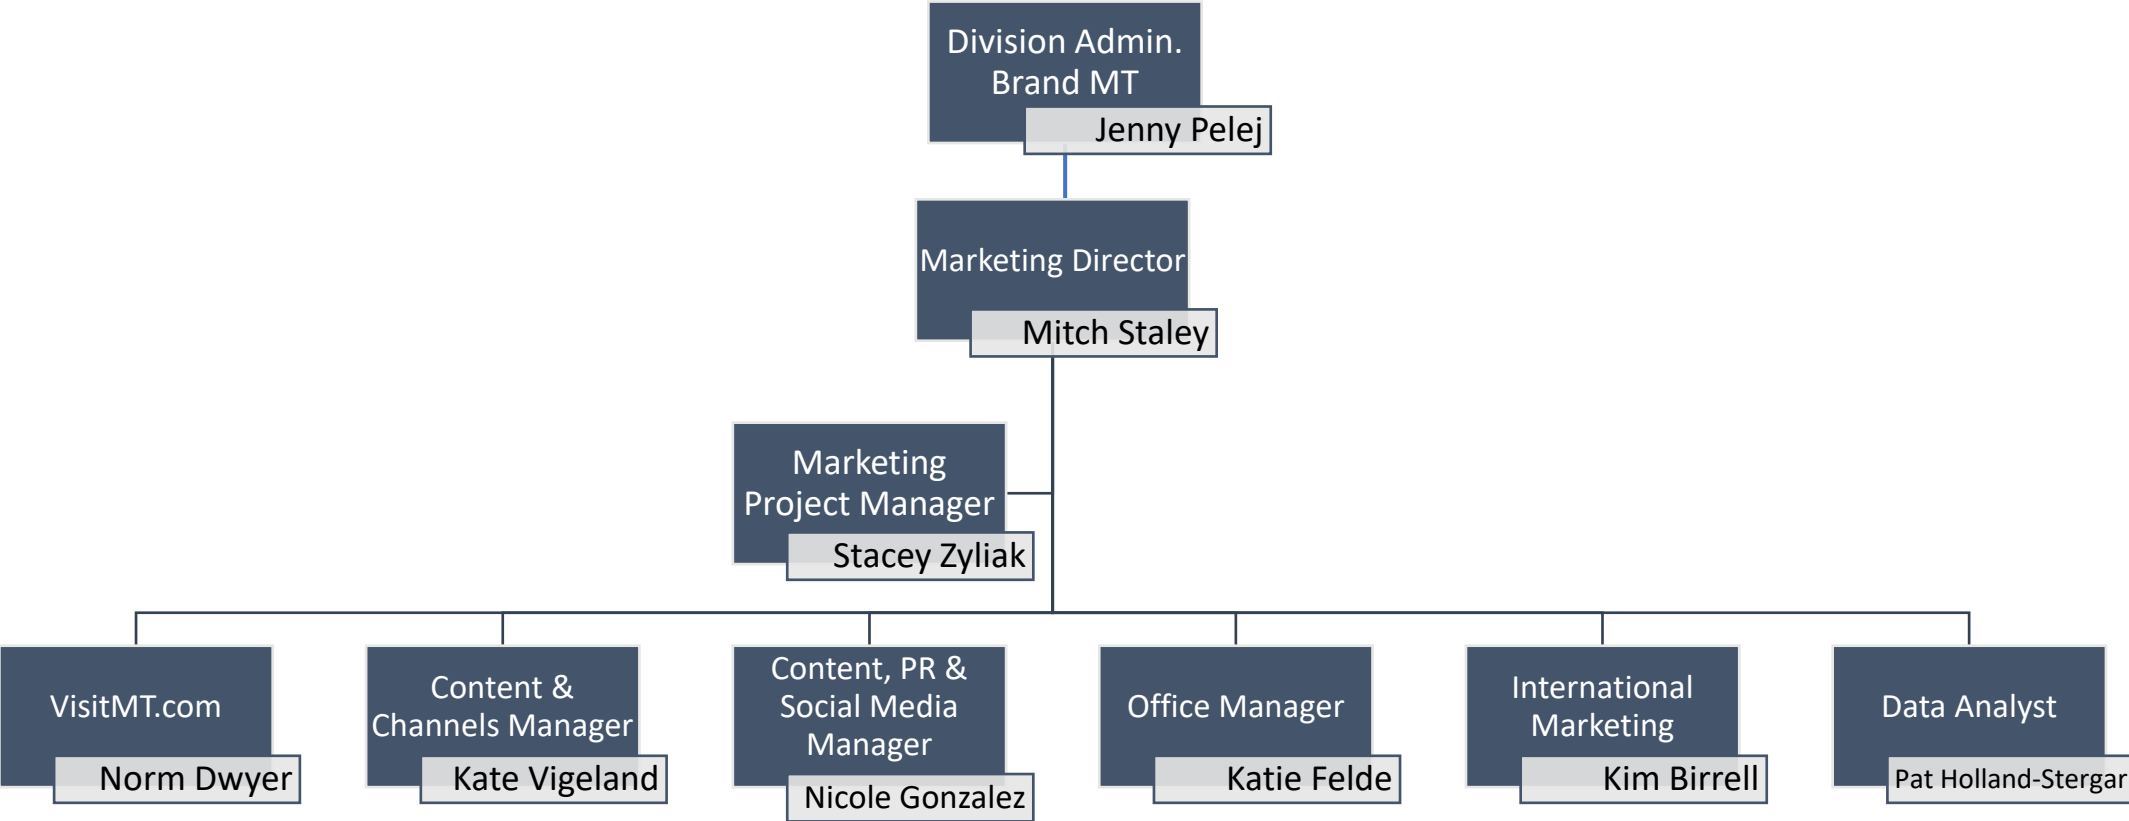 Division Admin.
Brand MT
Jenny Pelej
Marketing Director
Mitch Staley
Marketing
Project Manager
Stacey Zyliak
VisitMT.com
Norm Dwyer
Content &
Channels Manager
Kate Vigeland
Content, PR &
Social Media
Manager
Nicole Gonzalez
Office Manager
Katie Felde
International
Marketing
Kim Birrell
Data Analyst
Pat Holland-Stergar